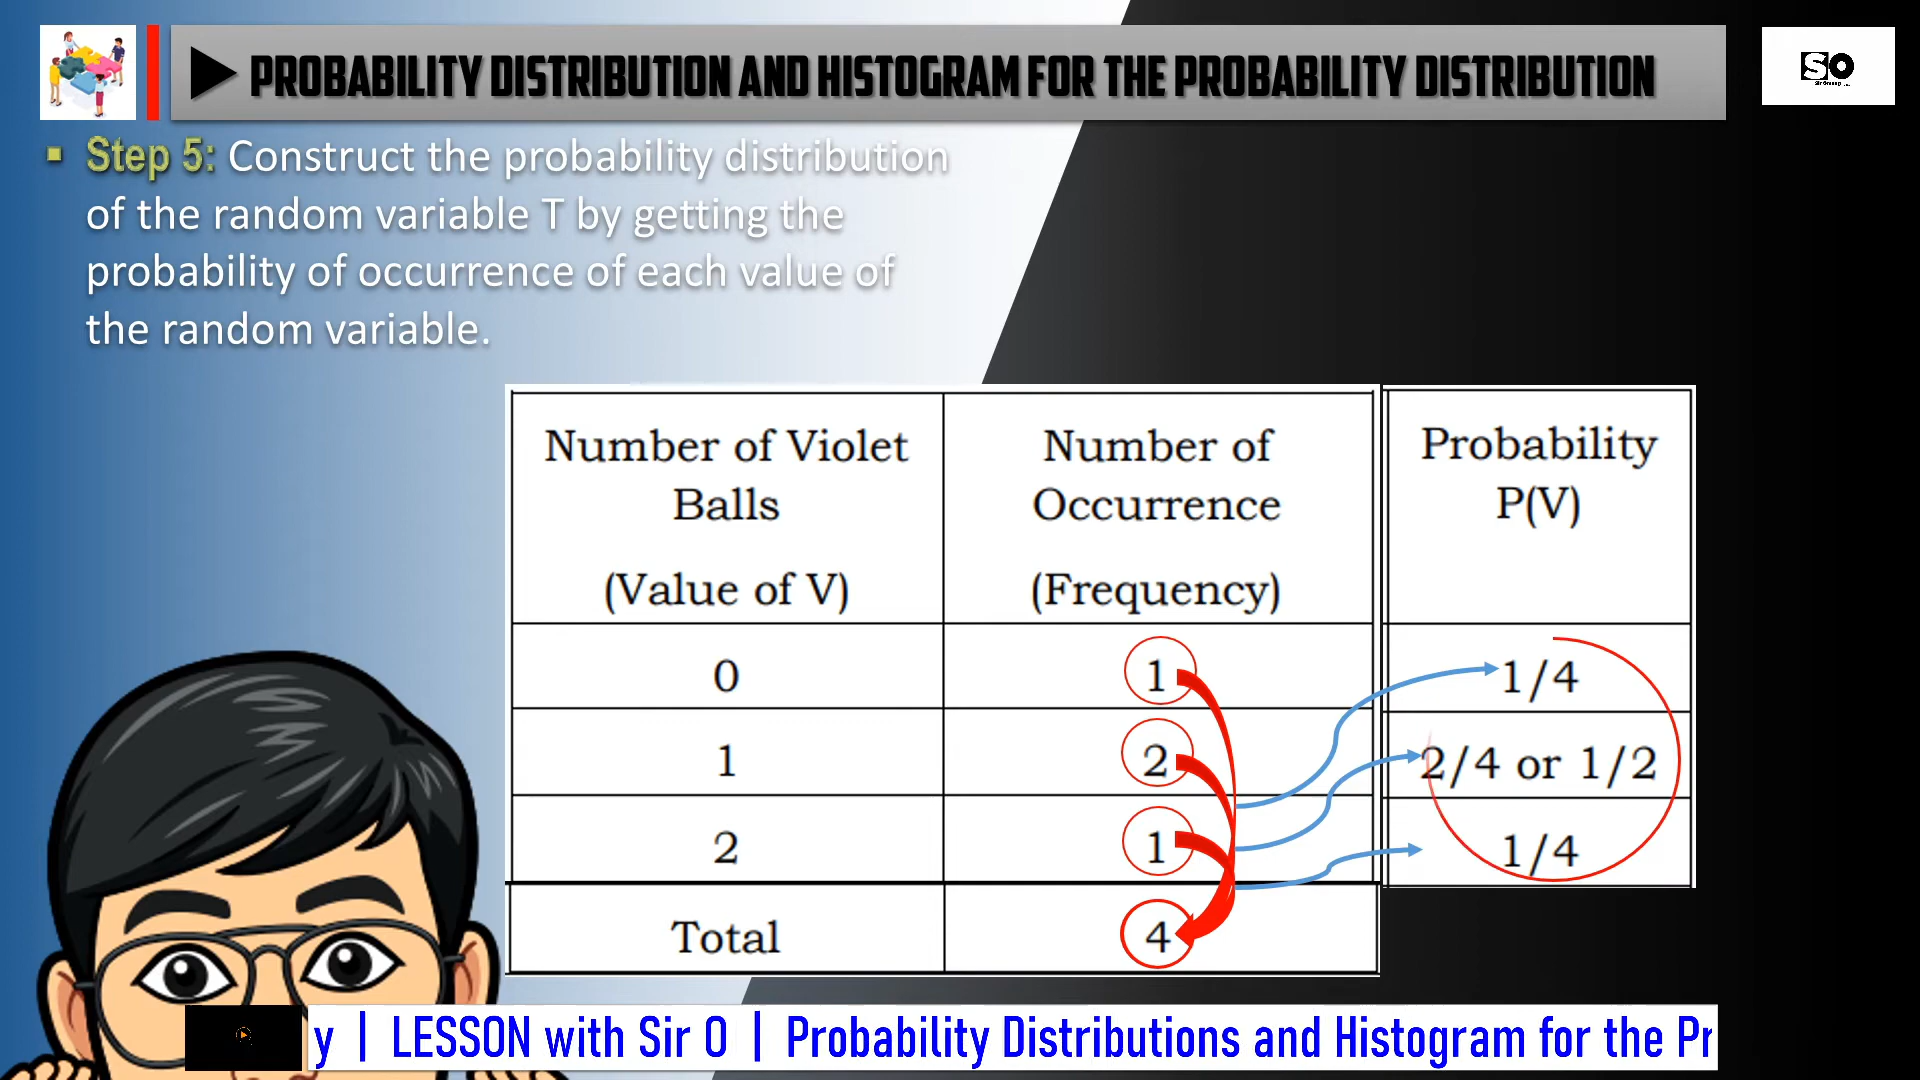 PROBABILITY DISTRIBUTION AND HISTOGRAM FOR THE PROBABILITY DISTRIBUTION
SO
Step 5: Construct the probability distribution
of the random variable T by getting the
probability of occurrence of each value of
the random variable.
Number of Violet
Balls
(Value of V)
Number of
Occurrence
(Frequency)
Probability
P(V)
0 1 1/4
1 2 2/4 or 1/2
2 1 1/4
Total 4
y | LESSON with Sir O | Probability Distributions and Histogram for the Pr